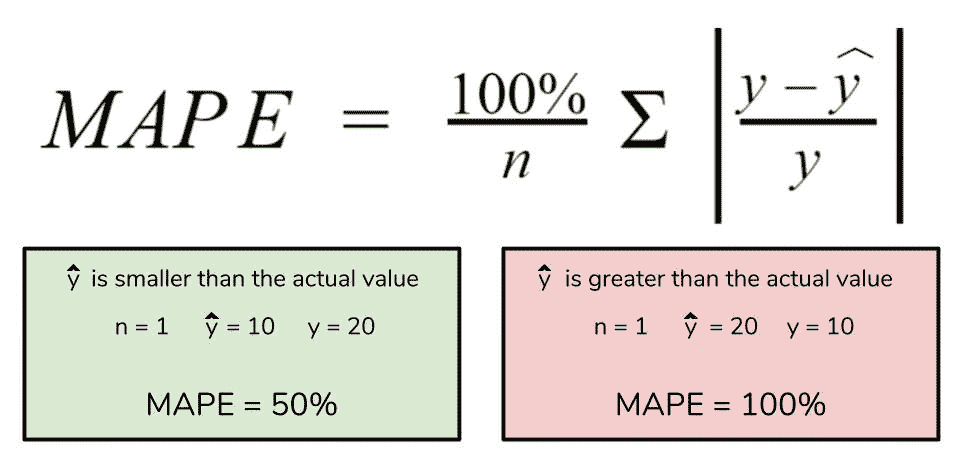 MAPE = 100%/n Σ |(y − ŷ)/y|
ŷ is smaller than the actual value
n = 1 ŷ = 10 y = 20
MAPE = 50%
ŷ is greater than the actual value
n = 1 ŷ = 20 y = 10
MAPE = 100%